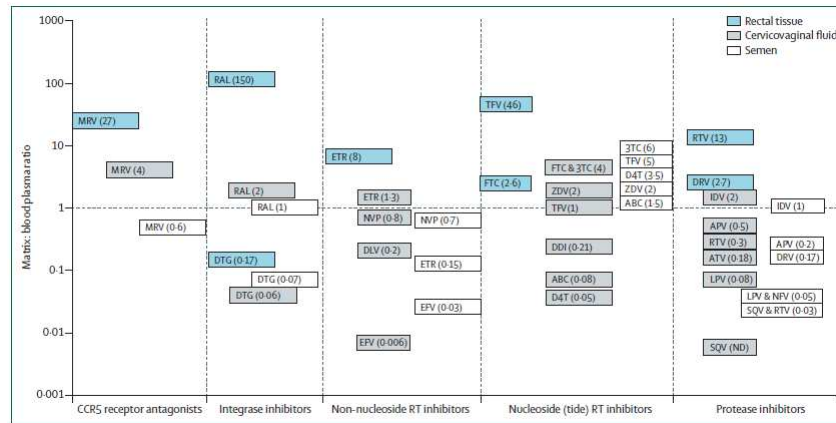 1000
100
10
1
0·1
0·01
0·001
Matrix: blood plasma ratio
Rectal tissue
Cervicovaginal fluid
Semen
MRV (27)
MRV (4)
MRV (0·6)
RAL (150)
RAL (2)
RAL (1)
DTG (0·17)
DTG (0·07)
DTG (0·06)
ETR (8)
ETR (1·3)
NVP (0·8)
NVP (0·7)
DLV (0·2)
ETR (0·15)
EFV (0·03)
EFV (0·006)
TFV (46)
FTC (2·6)
FTC & 3TC (4)
ZDV(2)
TFV(1)
DDI (0·21)
ABC (0·08)
D4T (0·05)
3TC (6)
TFV (5)
D4T (3·5)
ZDV (2)
ABC (1·5)
RTV (13)
DRV (2·7)
IDV (2)
IDV (1)
APV (0·5)
RTV (0·3)
ATV (0·18)
APV (0·2)
DRV (0·17)
LPV (0·08)
LPV & NFV (0·05)
SQV & RTV (0·03)
SQV (ND)
CCR5 receptor antagonists
Integrase inhibitors
Non-nucleoside RT inhibitors
Nucleoside (tide) RT inhibitors
Protease inhibitors